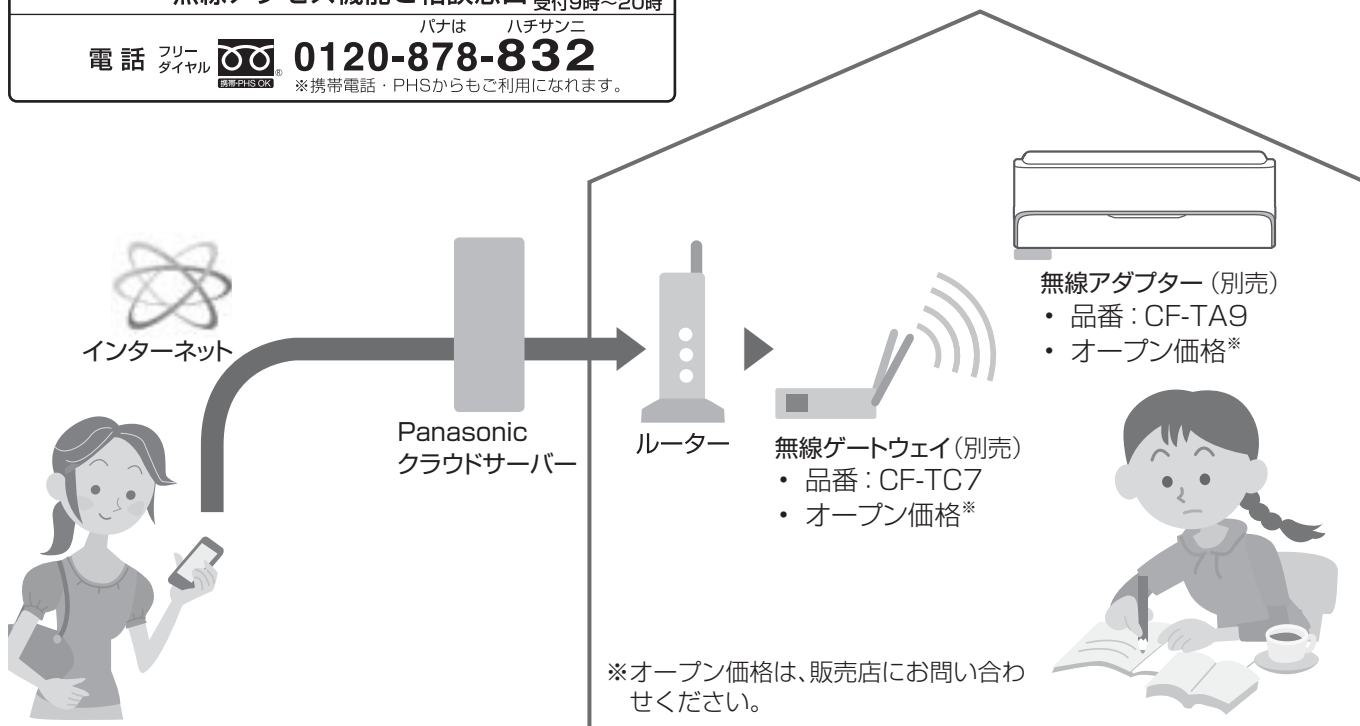 受付9時～20時
パナは ハチサンニ
電話 フリーダイヤル 0120-878-832
携帯・PHS OK ®
※携帯電話・PHSからもご利用になれます。
インターネット
Panasonic
クラウドサーバー
ルーター
無線アダプター（別売）
・ 品番：CF-TA9
・ オープン価格※
無線ゲートウェイ（別売）
・ 品番：CF-TC7
・ オープン価格※
※オープン価格は、販売店にお問い合わ
せください。